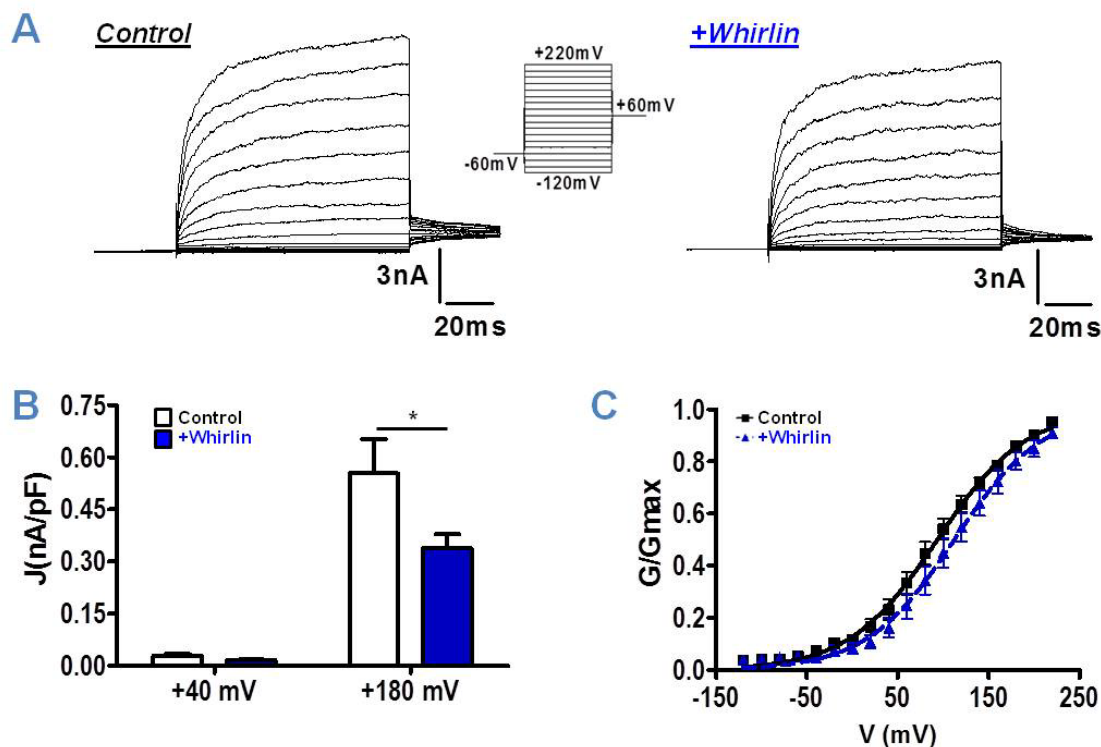 A
Control
+Whirlin
+220mV
+60mV
-60mV
-120mV
3nA
20ms
3nA
20ms
B
Control
+Whirlin
*
J(nA/pF)
0.75
0.60
0.45
0.30
0.15
0.00
+40 mV
+180 mV
C
Control
+Whirlin
G/Gmax
1.0
0.8
0.6
0.4
0.2
0.0
-150
-50
50
150
250
V (mV)